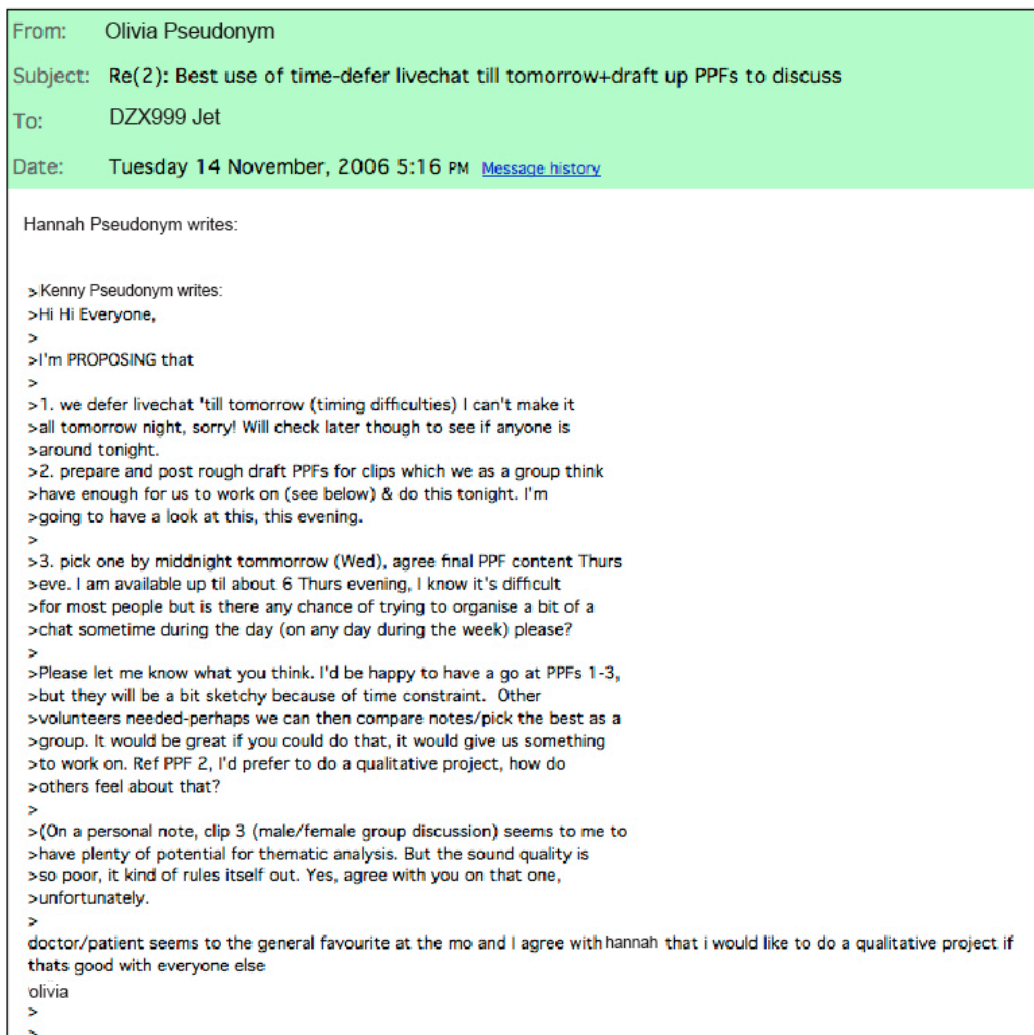 From: Olivia Pseudonym
Subject: Re(2): Best use of time-defer livechat till tomorrow+draft up PPFs to discuss
To: DZX999 Jet
Date: Tuesday 14 November, 2006 5:16 PM Message history
Hannah Pseudonym writes:
>Kenny Pseudonym writes:
>Hi Hi Everyone,
>
>I'm PROPOSING that
>
>1. we defer livechat 'till tomorrow (timing difficulties) I can't make it
>all tomorrow night, sorry! Will check later though to see if anyone is
>around tonight.
>2. prepare and post rough draft PPFs for clips which we as a group think
>have enough for us to work on (see below) & do this tonight. I'm
>going to have a look at this, this evening.
>
>3. pick one by middnight tommorrow (Wed), agree final PPF content Thurs
>eve. I am available up til about 6 Thurs evening, I know it's difficult
>for most people but is there any chance of trying to organise a bit of a
>chat sometime during the day (on any day during the week) please?
>
>Please let me know what you think. I'd be happy to have a go at PPFs 1-3,
>but they will be a bit sketchy because of time constraint.  Other
>volunteers needed-perhaps we can then compare notes/pick the best as a
>group. It would be great if you could do that, it would give us something
>to work on. Ref PPF 2, I'd prefer to do a qualitative project, how do
>others feel about that?
>
>(On a personal note, clip 3 (male/female group discussion) seems to me to
>have plenty of potential for thematic analysis. But the sound quality is
>so poor, it kind of rules itself out. Yes, agree with you on that one,
>unfortunately.
>
doctor/patient seems to the general favourite at the mo and I agree with hannah that i would like to do a qualitative project if
thats good with everyone else
olivia
>
>